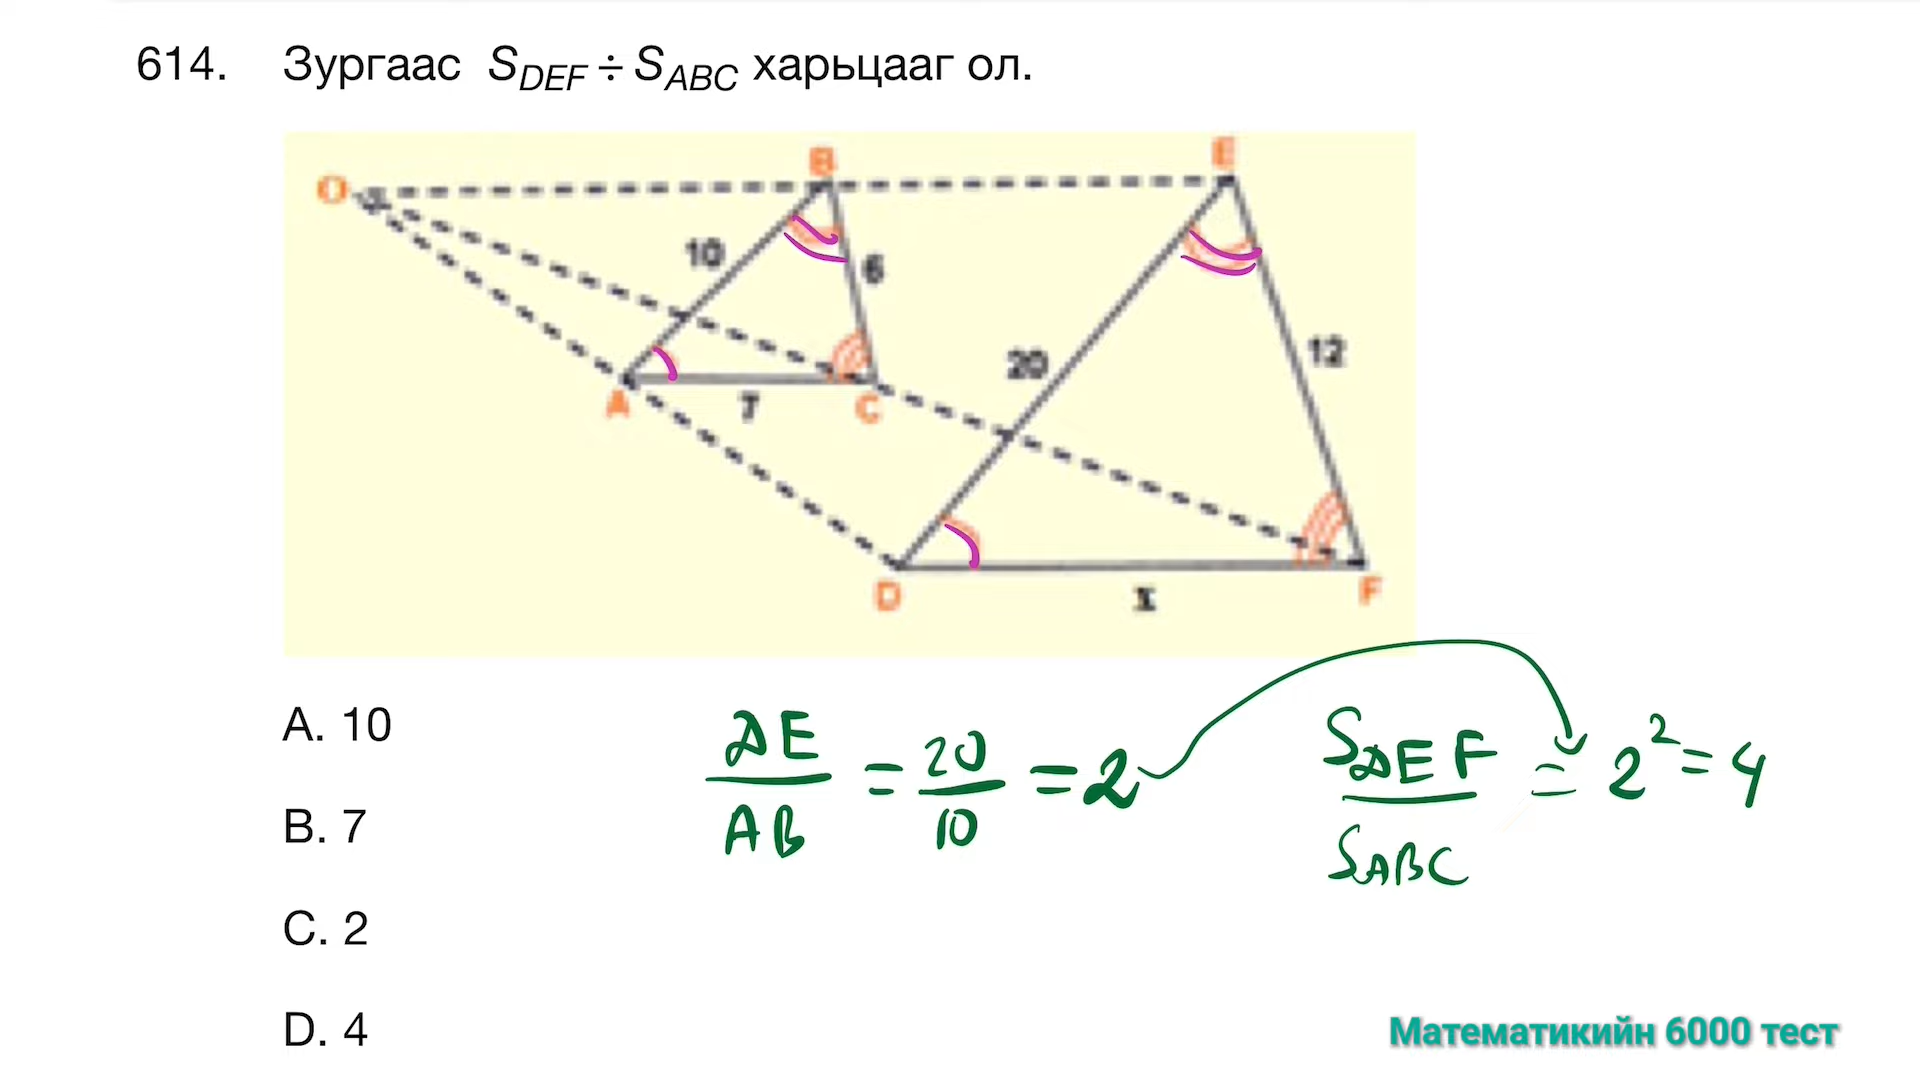 614. Зургаас S_DEF ÷ S_ABC харьцааг ол.
O
B
E
10
6
20
12
A
7
C
D
x
F
A. 10
B. 7
C. 2
D. 4
DE/AB = 20/10 = 2
S_DEF/S_ABC = 2² = 4
Математикийн 6000 тест